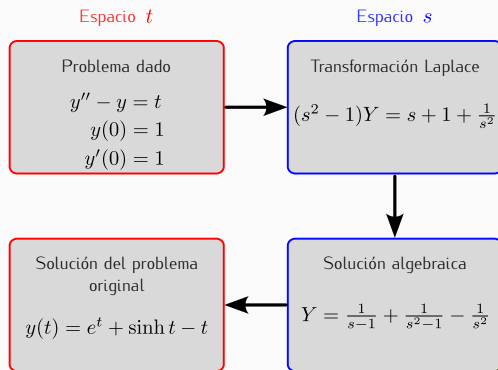 Espacio t
Espacio s
Problema dado
y'' − y = t
y(0) = 1
y'(0) = 1
Transformación Laplace
(s² − 1)Y = s + 1 + 1/s²
Solución algebraica
Y = 1/(s−1) + 1/(s²−1) − 1/s²
Solución del problema
original
y(t) = eᵗ + sinh t − t